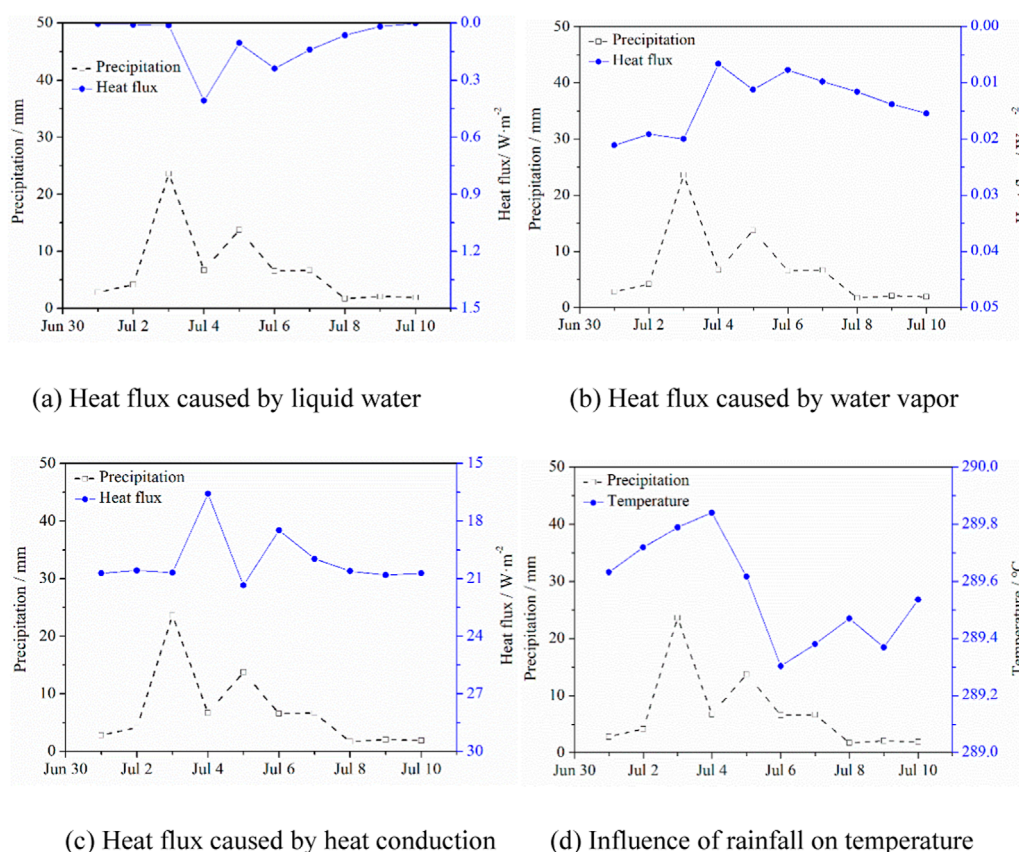 50
40
30
20
10
0
Precipitation / mm
Precipitation
Heat flux
0.0
0.3
0.6
0.9
1.2
1.5
Heat flux/ W·m⁻²
Jun 30 Jul 2 Jul 4 Jul 6 Jul 8 Jul 10
(a) Heat flux caused by liquid water
50
40
30
20
10
0
Precipitation / mm
Precipitation
Heat flux
0.00
0.01
0.02
0.03
0.04
0.05
Jun 30 Jul 2 Jul 4 Jul 6 Jul 8 Jul 10
(b) Heat flux caused by water vapor
50
40
30
20
10
0
Precipitation / mm
Precipitation
Heat flux
15
18
21
24
27
30
Heat flux / W·m⁻²
Jun 30 Jul 2 Jul 4 Jul 6 Jul 8 Jul 10
(c) Heat flux caused by heat conduction
50
40
30
20
10
0
Precipitation / mm
Precipitation
Temperature
290.0
289.8
289.6
289.4
289.2
289.0
Temperature / °C
Jun 30 Jul 2 Jul 4 Jul 6 Jul 8 Jul 10
(d) Influence of rainfall on temperature